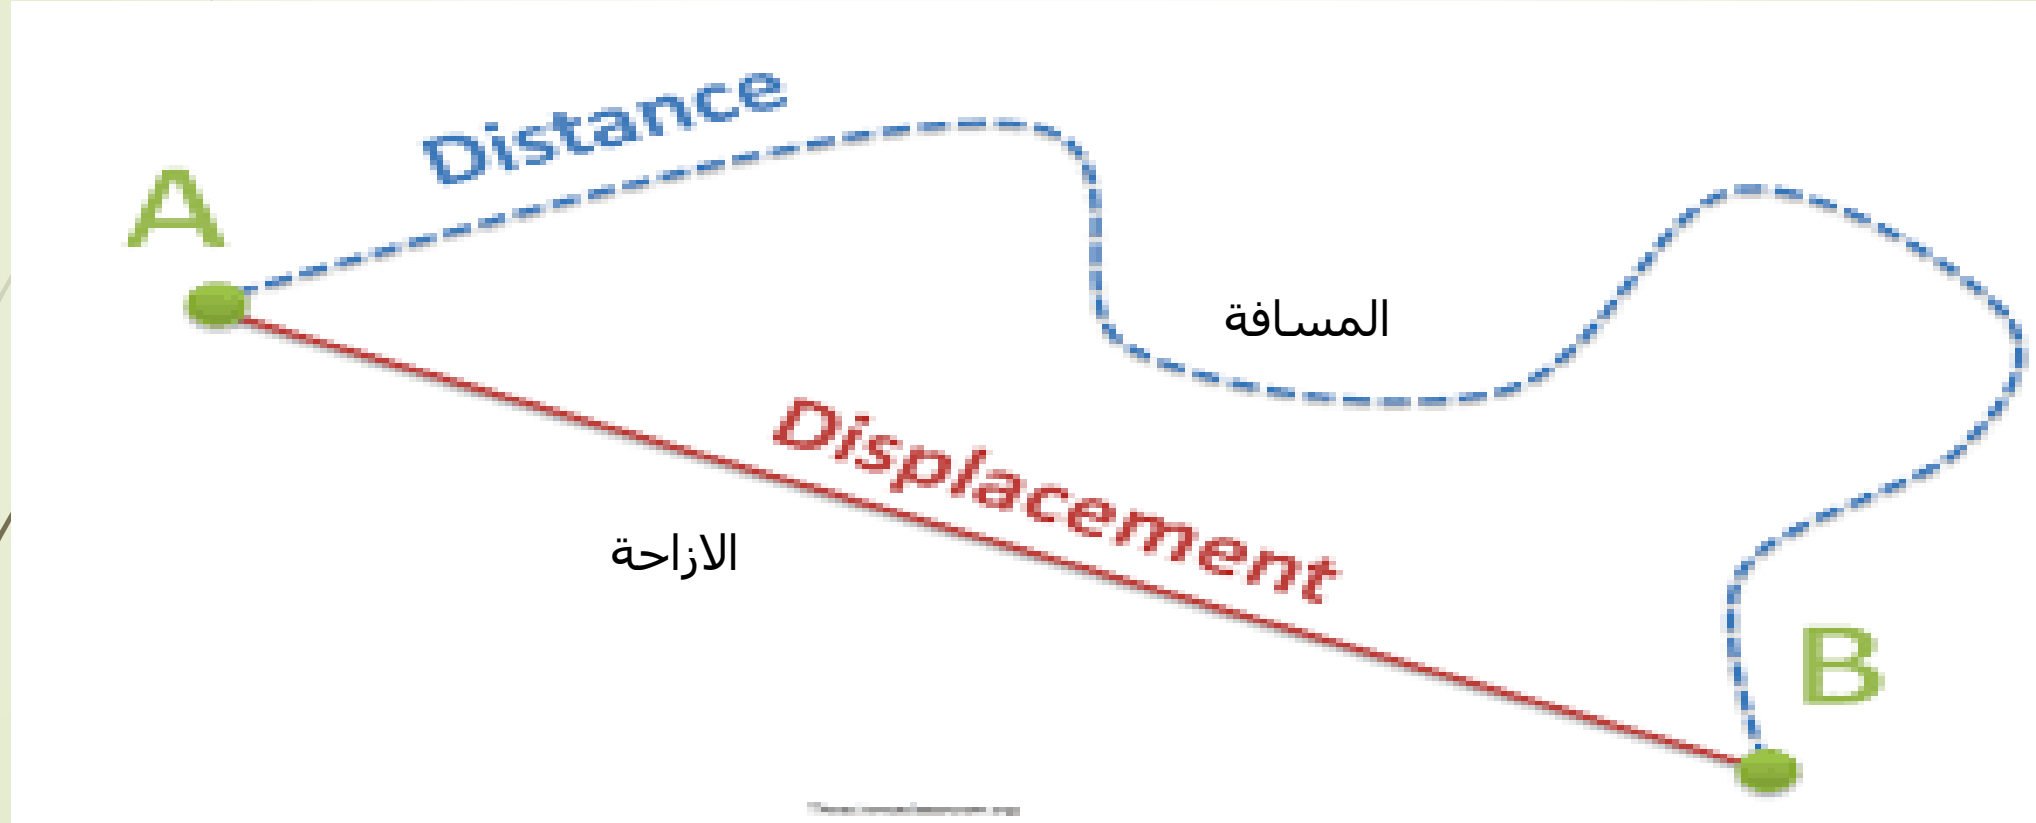 Distance
A
المسافة
Displacement
الازاحة
B